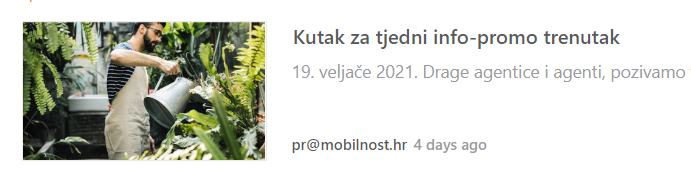 Kutak za tjedni info-promo trenutak
19. veljače 2021. Drage agentice i agenti, pozivamo
pr@mobilnost.hr 4 days ago